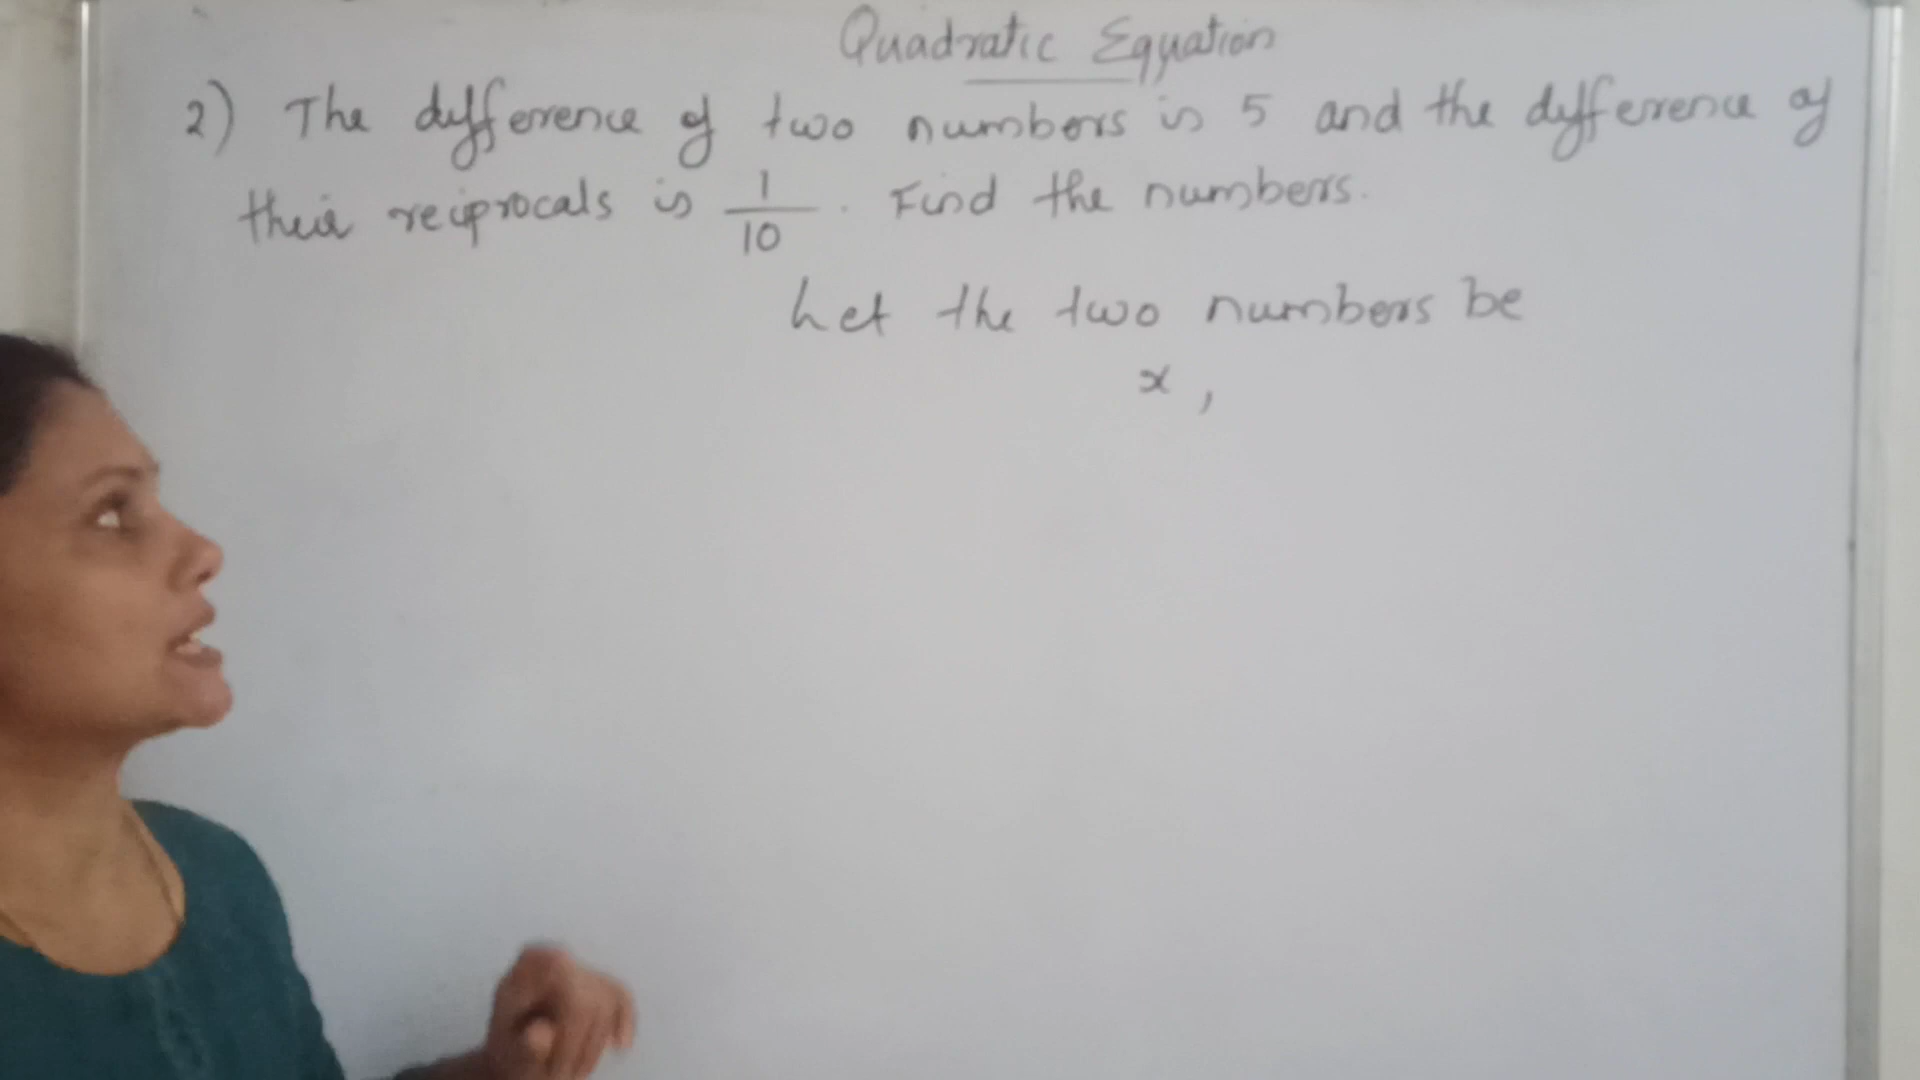 Quadratic Equation
2) The difference of two numbers is 5 and the difference of
their reciprocals is 1/10. Find the numbers.
Let the two numbers be
x ,